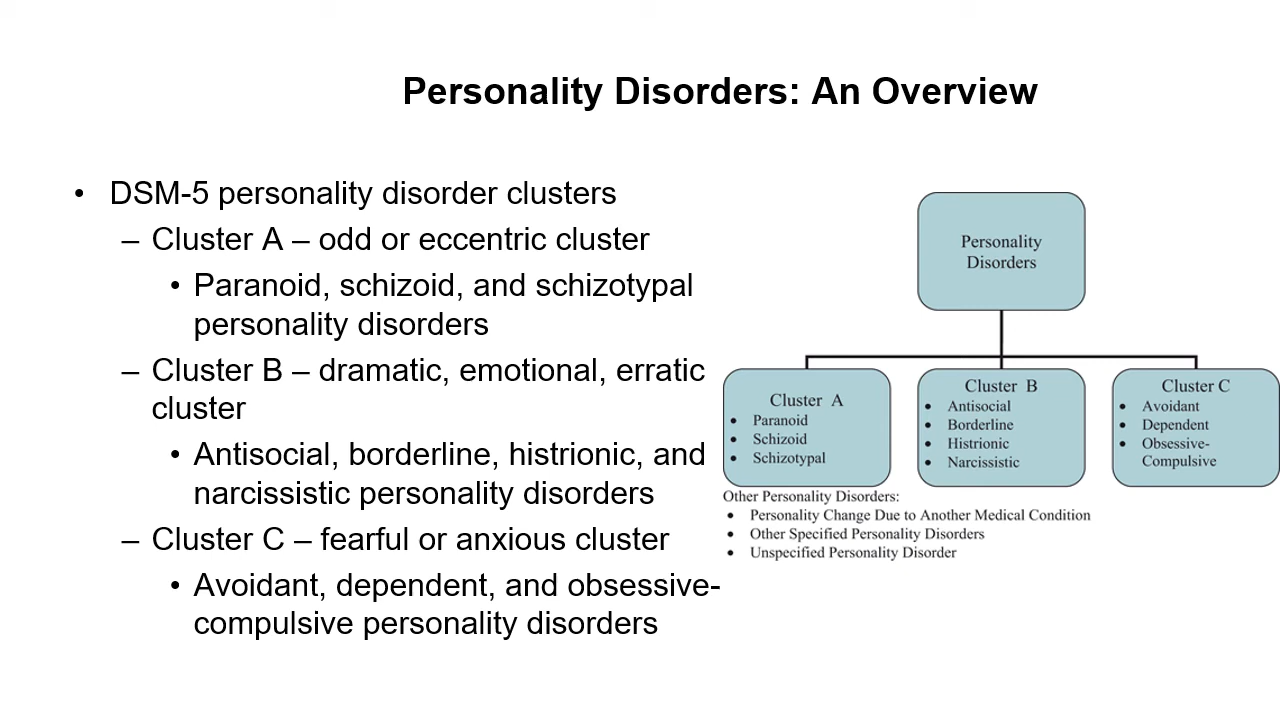 Personality Disorders: An Overview
• DSM-5 personality disorder clusters
– Cluster A – odd or eccentric cluster
• Paranoid, schizoid, and schizotypal
personality disorders
– Cluster B – dramatic, emotional, erratic
cluster
• Antisocial, borderline, histrionic, and
narcissistic personality disorders
– Cluster C – fearful or anxious cluster
• Avoidant, dependent, and obsessive-
compulsive personality disorders
Personality
Disorders
Cluster A
• Paranoid
• Schizoid
• Schizotypal
Cluster B
• Antisocial
• Borderline
• Histrionic
• Narcissistic
Cluster C
• Avoidant
• Dependent
• Obsessive-
Compulsive
Other Personality Disorders:
• Personality Change Due to Another Medical Condition
• Other Specified Personality Disorders
• Unspecified Personality Disorder